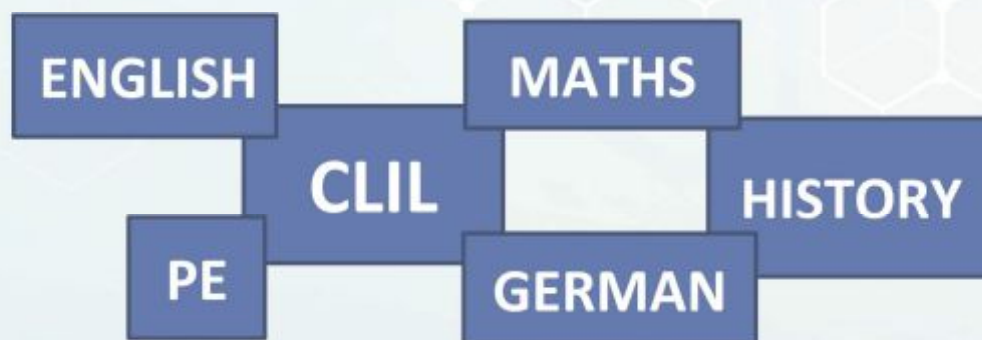 ENGLISH
MATHS
CLIL
HISTORY
PE
GERMAN